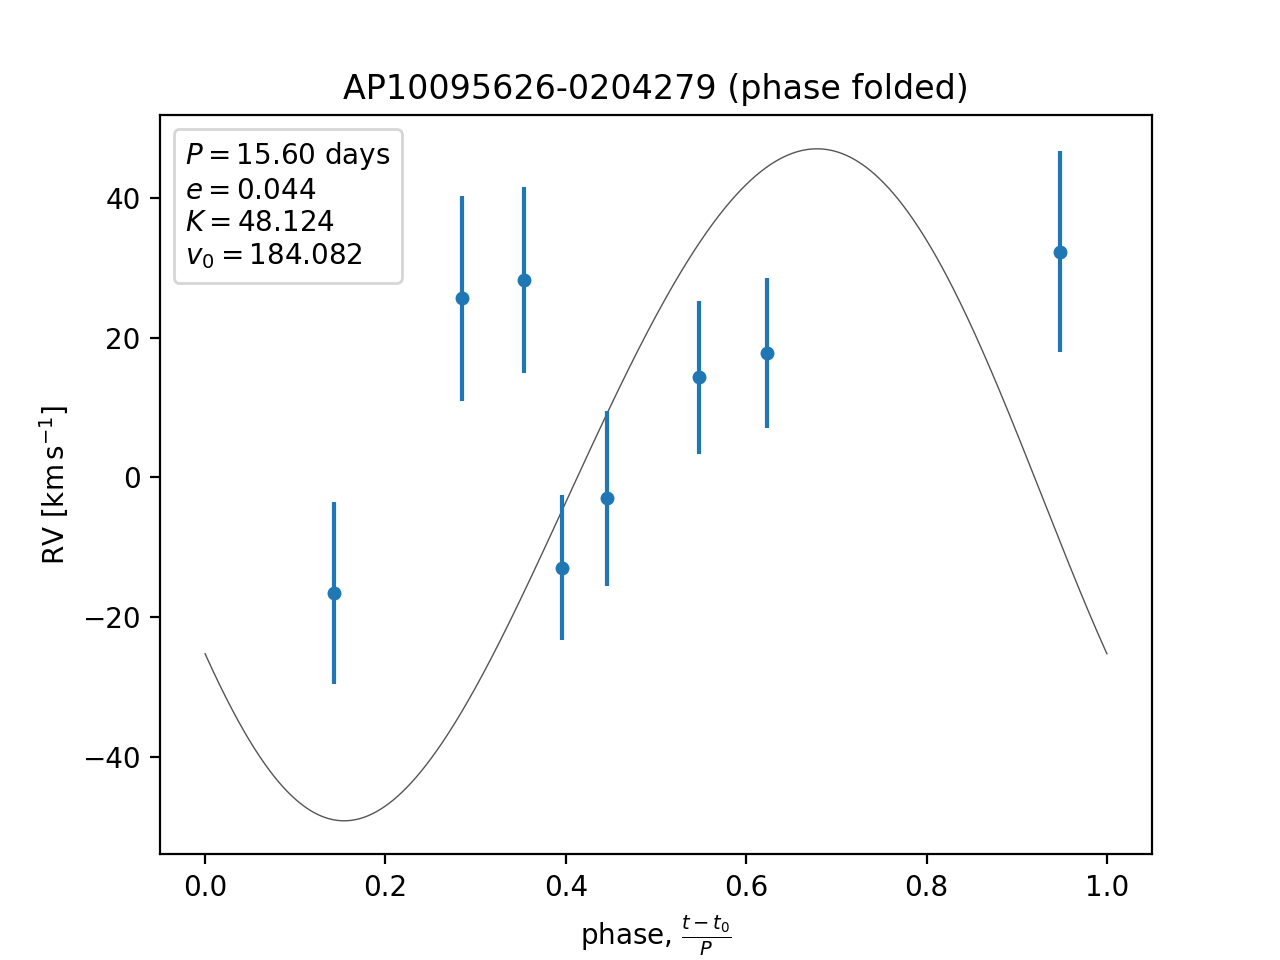 AP10095626-0204279 (phase folded)
P = 15.60 days
e = 0.044
K = 48.124
v₀ = 184.082
40
20
0
−20
−40
RV [km s⁻¹]
0.0 0.2 0.4 0.6 0.8 1.0
phase, (t − t₀)/P